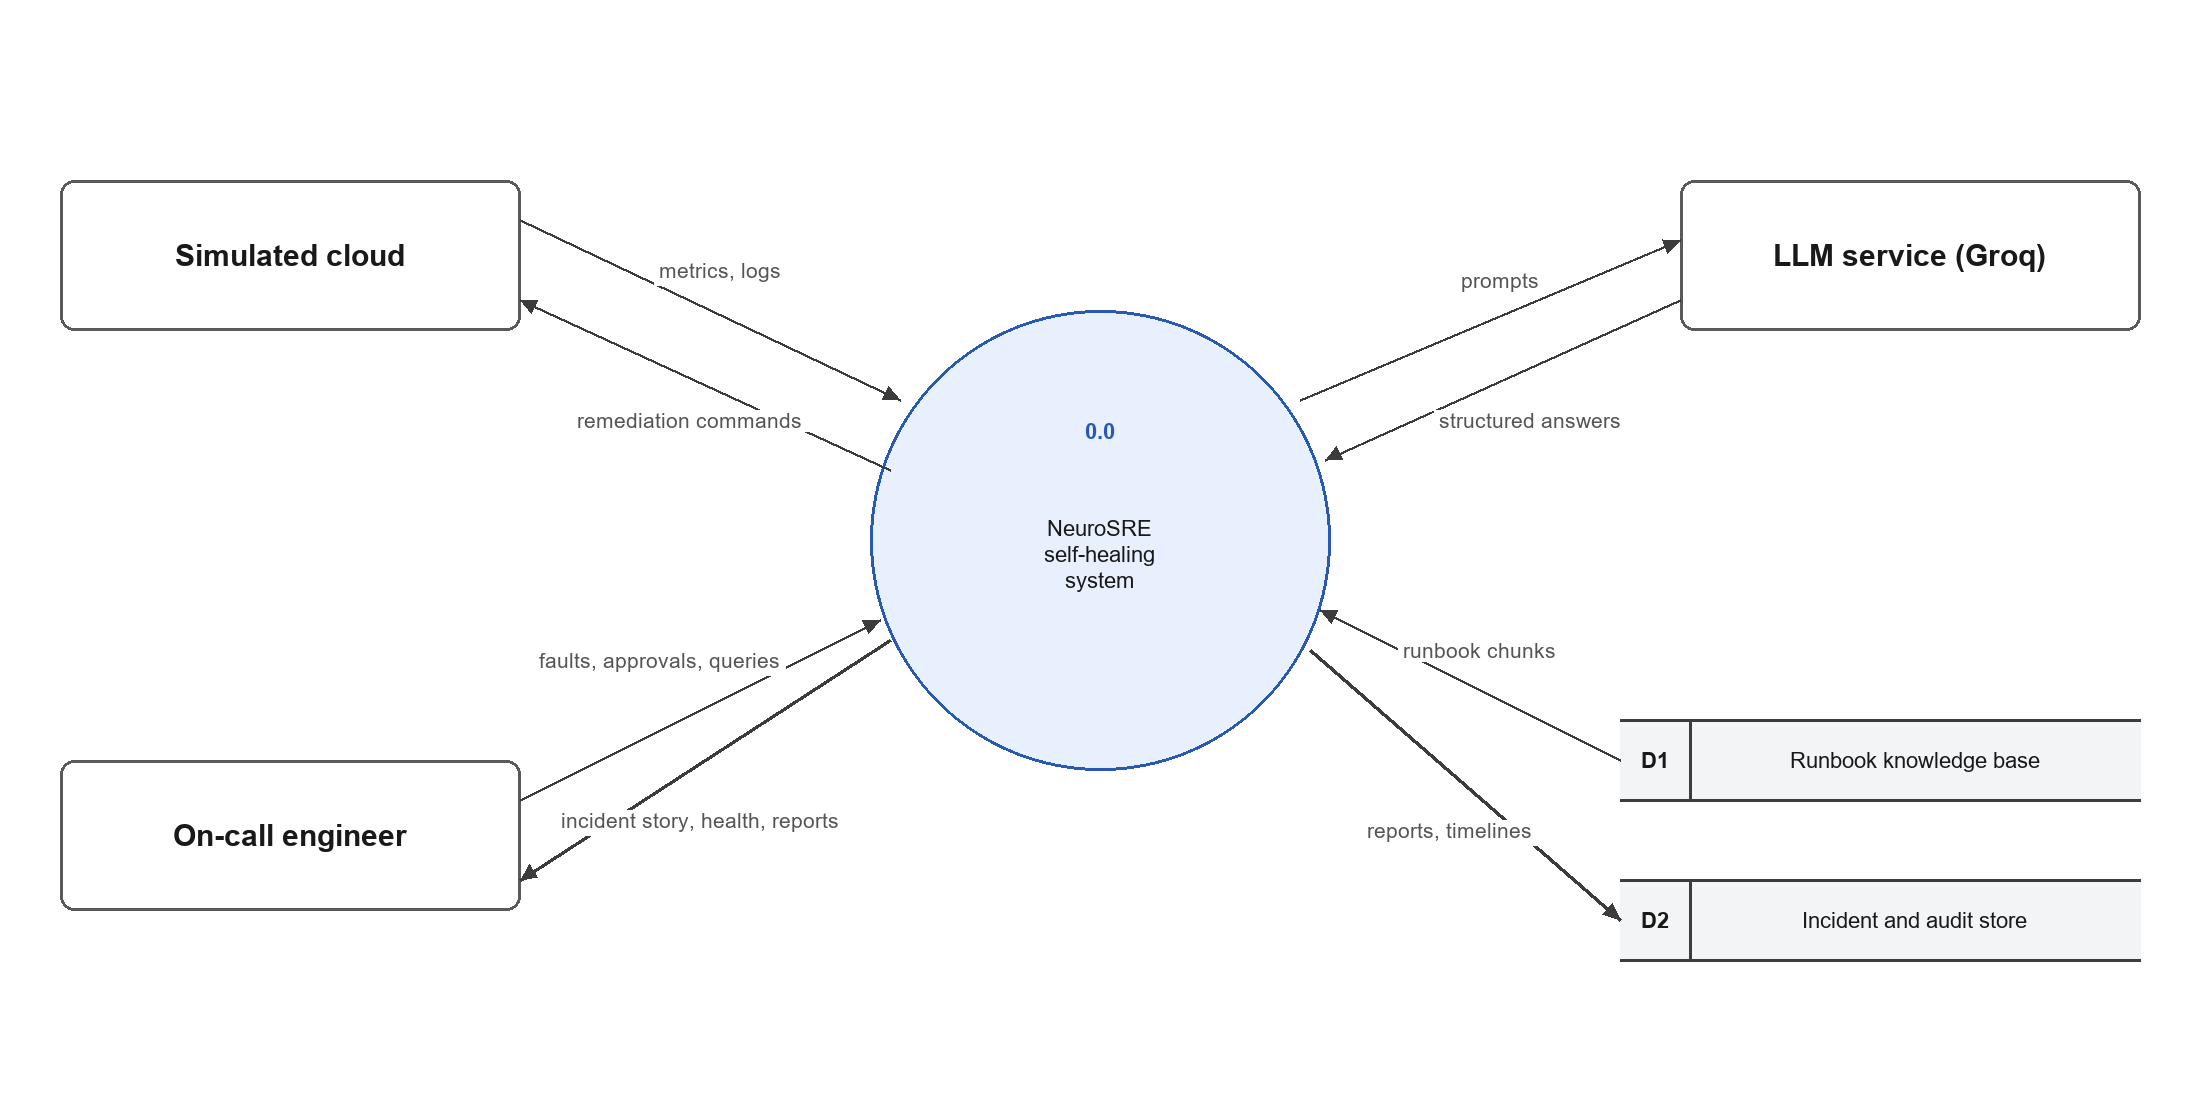 Simulated cloud
LLM service (Groq)
metrics, logs
prompts
remediation commands
structured answers
0.0
NeuroSRE
self-healing
system
faults, approvals, queries
runbook chunks
D1
Runbook knowledge base
On-call engineer
incident story, health, reports
reports, timelines
D2
Incident and audit store